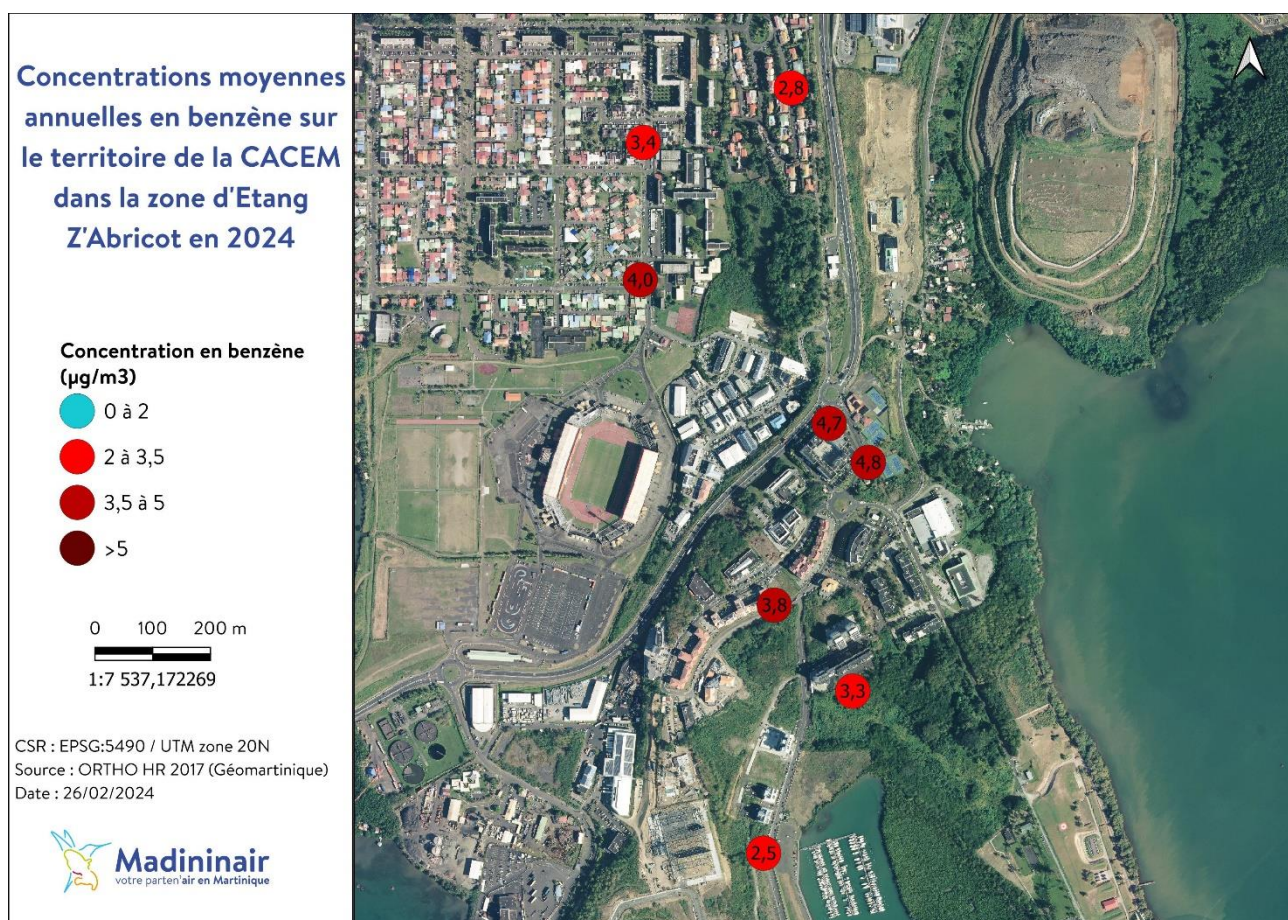 Concentrations moyennes
annuelles en benzène sur
le territoire de la CACEM
dans la zone d'Etang
Z'Abricot en 2024
Concentration en benzène
(µg/m3)
0 à 2
2 à 3,5
3,5 à 5
>5
0 100 200 m
1:7 537,172269
CSR : EPSG:5490 / UTM zone 20N
Source : ORTHO HR 2017 (Géomartinique)
Date : 26/02/2024
Madininair
votre parten'air en Martinique
2,8
3,4
4,0
4,7
4,8
3,8
3,3
2,5